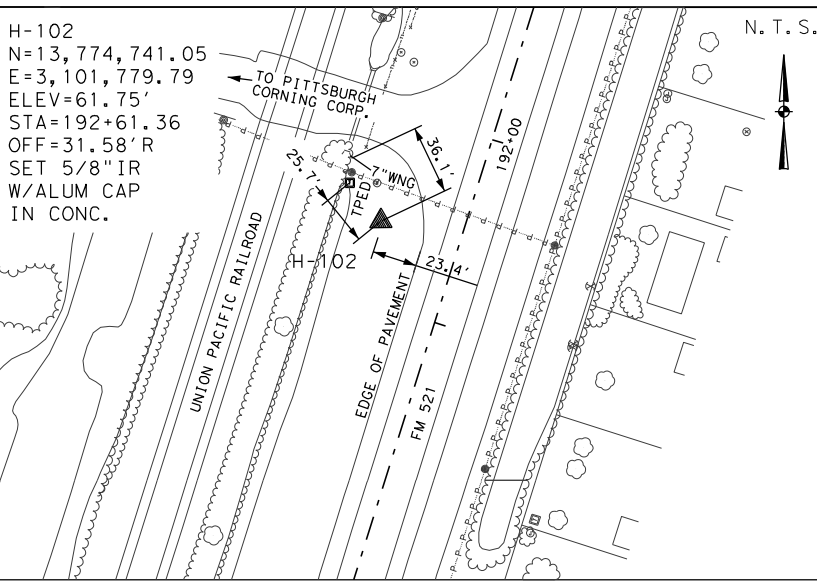 H-102
N=13,774,741.05
E=3,101,779.79
ELEV=61.75'
STA=192+61.36
OFF=31.58'R
SET 5/8"IR
W/ALUM CAP
IN CONC.
N.T.S.
TO PITTSBURGH
CORNING CORP.
36.1'
192+00
25.7'
7"WNG
TPED
H-102
23.4'
UNION PACIFIC RAILROAD
EDGE OF PAVEMENT
FM 521